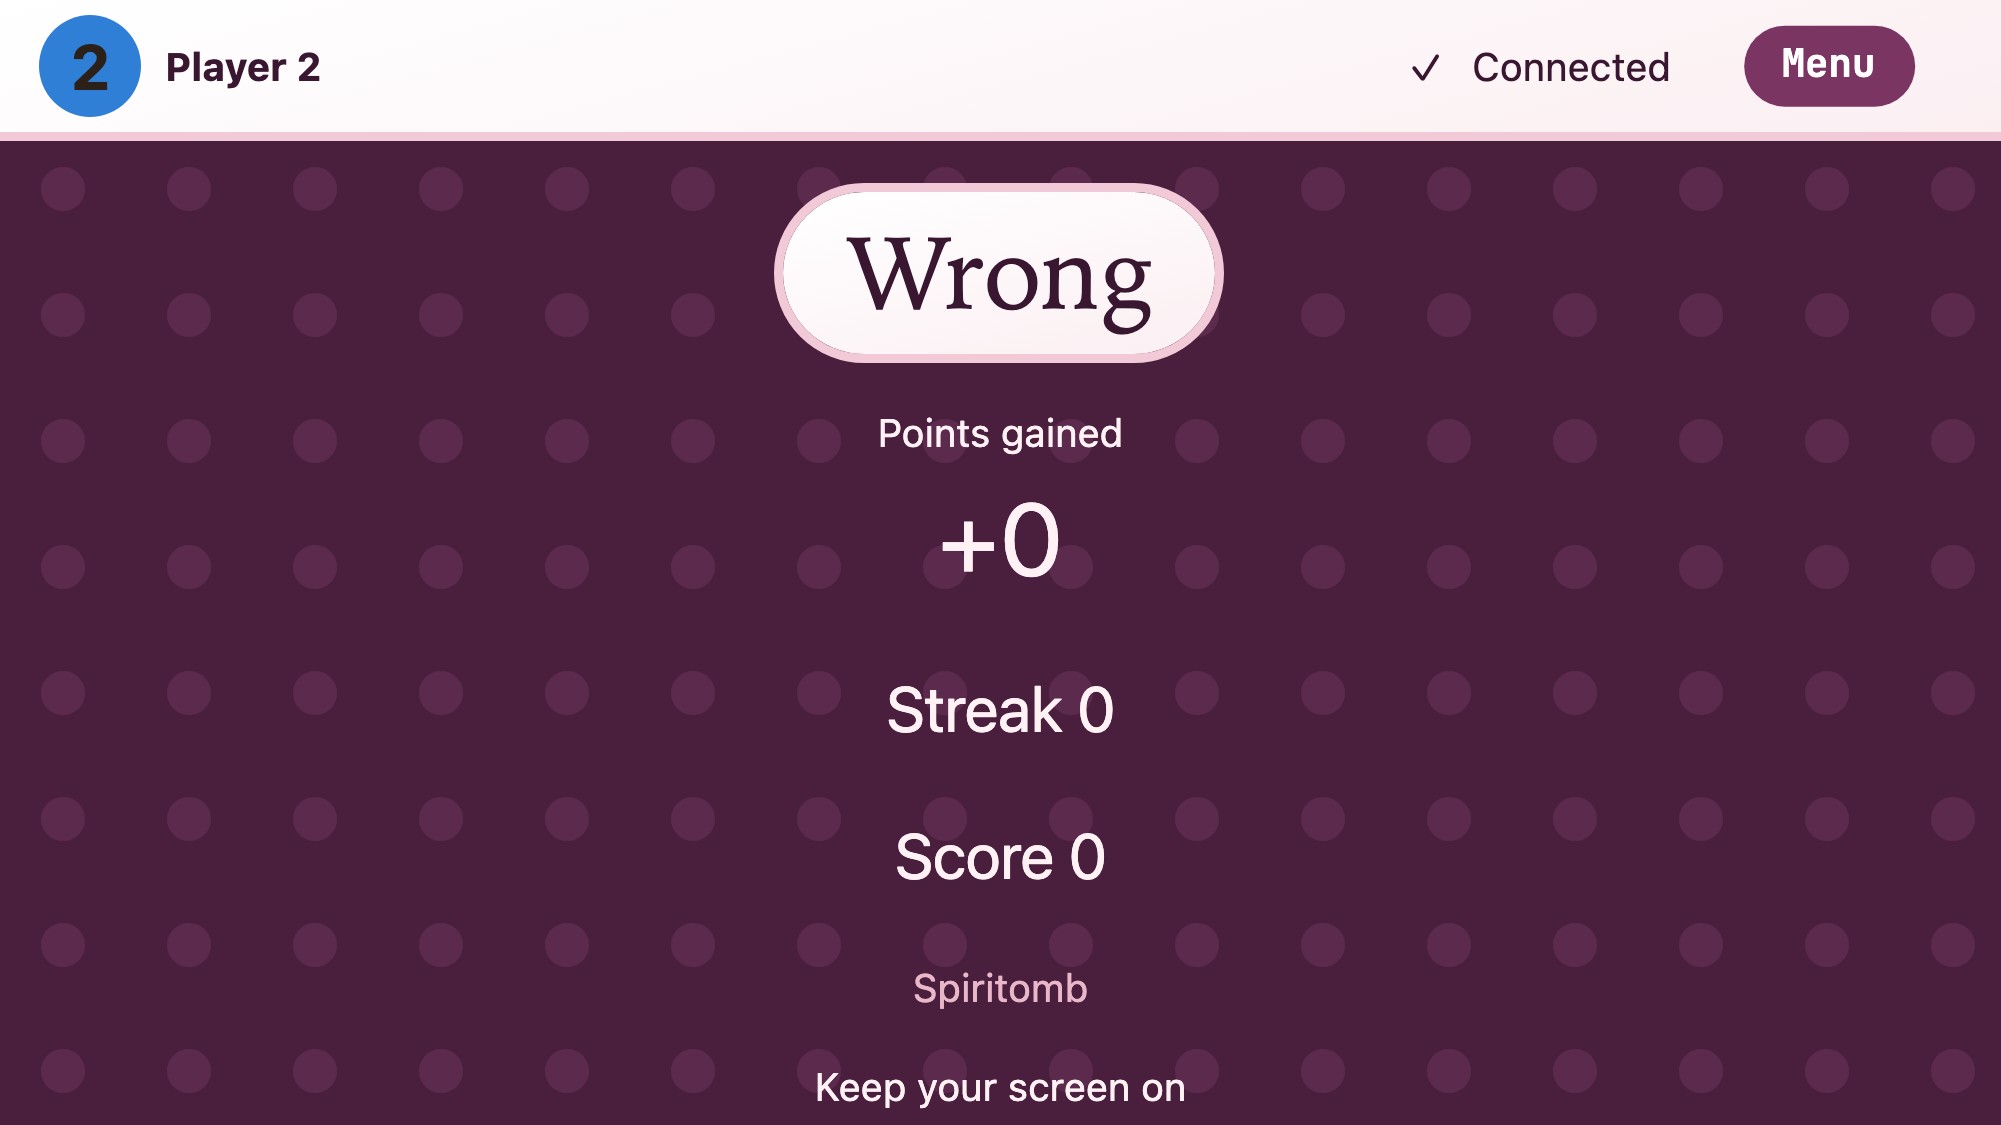 2 Player 2
✓ Connected
Menu
Wrong
Points gained
+0
Streak 0
Score 0
Spiritomb
Keep your screen on